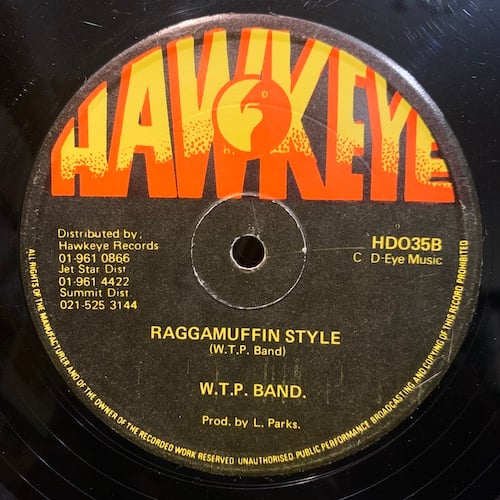 HAWKEYE
©
Distributed by,
Hawkeye Records
01-961 0866
Jet Star Dist
01-961 4422
Summit Dist
021-525 3144
HDO35B
C D-Eye Music
RAGGAMUFFIN STYLE
(W.T.P. Band)
W.T.P. BAND.
Prod. by L. Parks.
ALL RIGHTS OF THE MANUFACTURER AND OF THE OWNER OF THE RECORDED WORK RESERVED UNAUTHORISED PUBLIC PERFORMANCE BROADCASTING AND COPYING OF THIS RECORD PROHIBITED